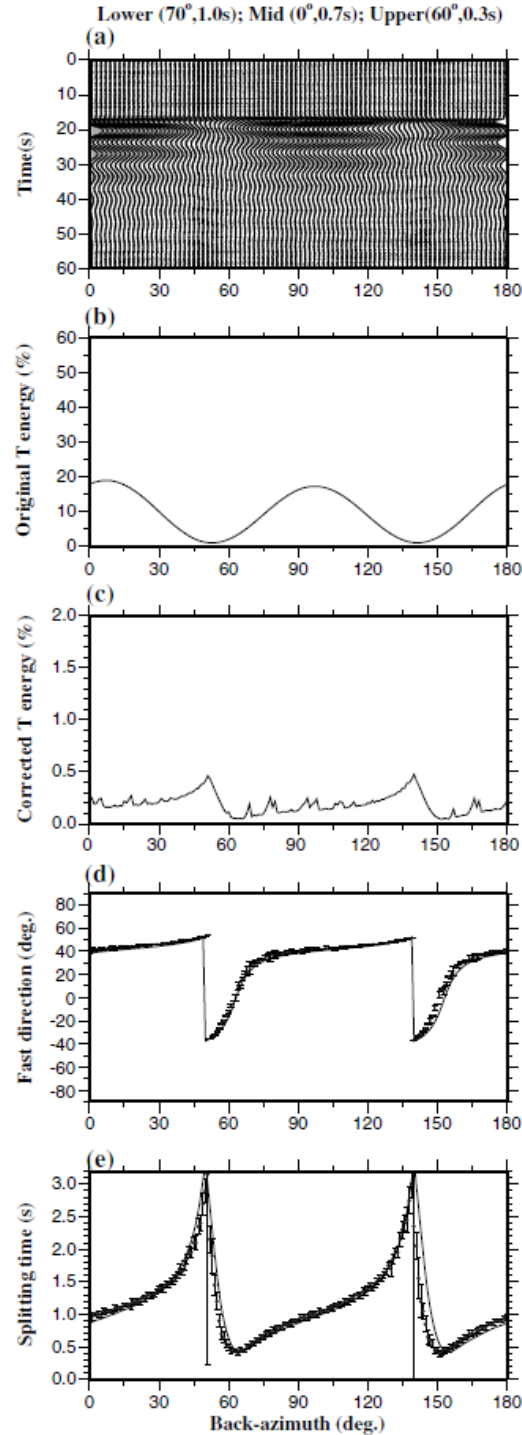 Lower (70°,1.0s); Mid (0°,0.7s); Upper(60°,0.3s)
(a)
0
10
20
30
40
50
60
Time(s)
0 30 60 90 120 150 180
(b)
60
50
40
30
20
10
0
Original T energy (%)
0 30 60 90 120 150 180
(c)
2.0
1.5
1.0
0.5
0.0
Corrected T energy (%)
0 30 60 90 120 150 180
(d)
80
60
40
20
0
-20
-40
-60
-80
Fast direction (deg.)
0 30 60 90 120 150 180
(e)
3.0
2.5
2.0
1.5
1.0
0.5
0.0
Splitting time (s)
0 30 60 90 120 150 180
Back-azimuth (deg.)